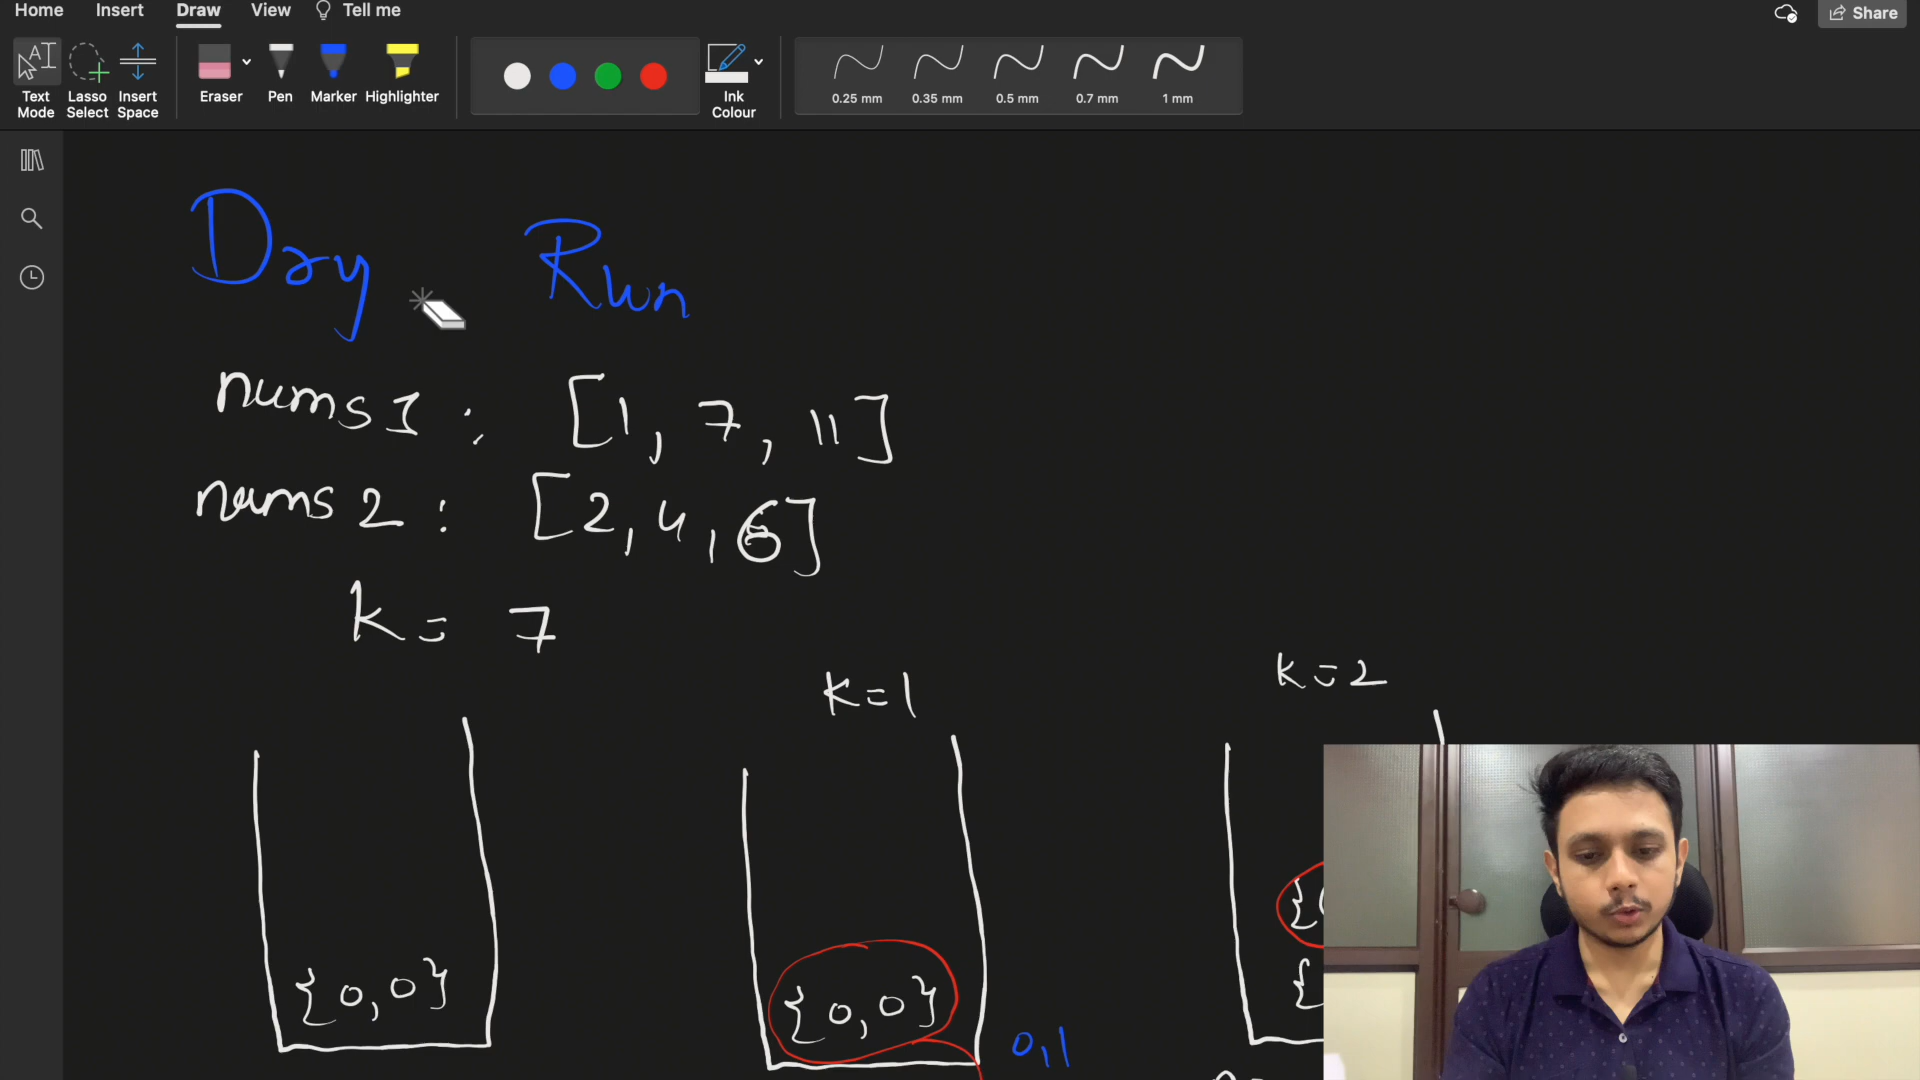 Home Insert Draw View Tell me
Share
Text Mode
Lasso Select
Insert Space
Eraser
Pen
Marker
Highlighter
Ink Colour
0.25 mm 0.35 mm 0.5 mm 0.7 mm 1 mm
Dry Run
nums 1 : [1, 7, 11]
nums 2 : [2, 4, 6]
k = 7
k = 1
k = 2
{0,0}
{0,0}
0,1